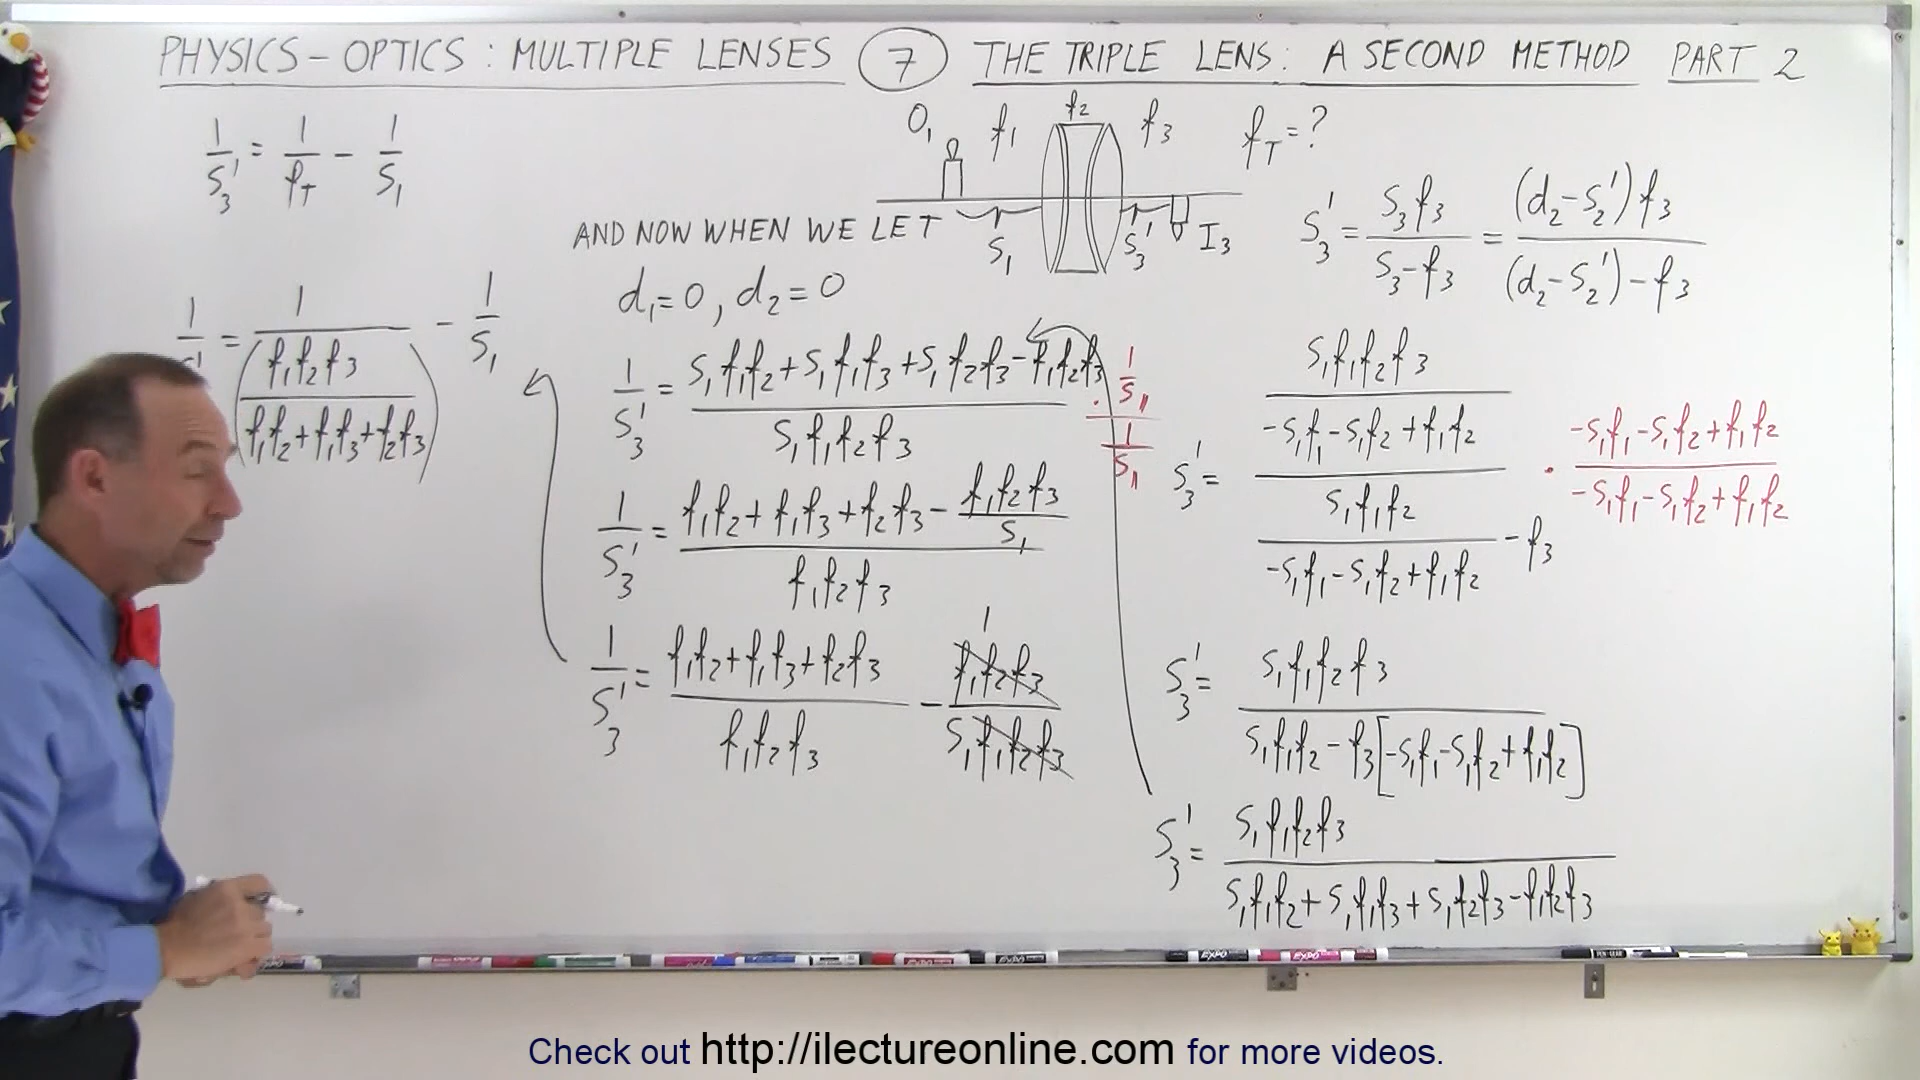 PHYSICS - OPTICS : MULTIPLE LENSES 7 THE TRIPLE LENS: A SECOND METHOD PART 2
1/S₃' = 1/f_T - 1/S₁
1/S' = 1/((f₁f₂f₃)/(f₁f₂+f₁f₃+f₂f₃)) - 1/S₁
O₁ f₁ f₂ f₃ f_T = ?
S₁ S₃' I₃
AND NOW WHEN WE LET
d₁=0, d₂=0
1/S₃' = (S₁f₁f₂+S₁f₁f₃+S₁f₂f₃-f₁f₂f₃)/(S₁f₁f₂f₃) · (1/S₁)/(1/S₁)
1/S₃' = (f₁f₂+f₁f₃+f₂f₃-(f₁f₂f₃)/S₁)/(f₁f₂f₃)
1/S₃' = (f₁f₂+f₁f₃+f₂f₃)/(f₁f₂f₃) - (f₁f₂f₃)/(S₁f₁f₂f₃) 1
S₃' = (S₃f₃)/(S₃-f₃) = ((d₂-S₂')f₃)/((d₂-S₂')-f₃)
S₃' = ((S₁f₁f₂f₃)/(-S₁f₁-S₁f₂+f₁f₂))/((S₁f₁f₂)/(-S₁f₁-S₁f₂+f₁f₂)-f₃) · (-S₁f₁-S₁f₂+f₁f₂)/(-S₁f₁-S₁f₂+f₁f₂)
S₃' = (S₁f₁f₂f₃)/(S₁f₁f₂-f₃[-S₁f₁-S₁f₂+f₁f₂])
S₃' = (S₁f₁f₂f₃)/(S₁f₁f₂+S₁f₁f₃+S₁f₂f₃-f₁f₂f₃)
EXPO EXPO EXPO EXPO
Check out http://ilectureonline.com for more videos.